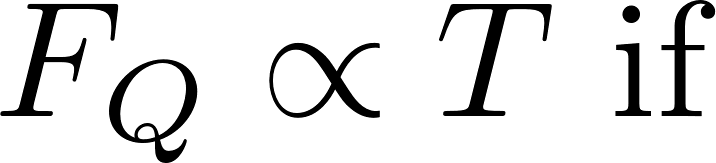 F_Q ∝ T if